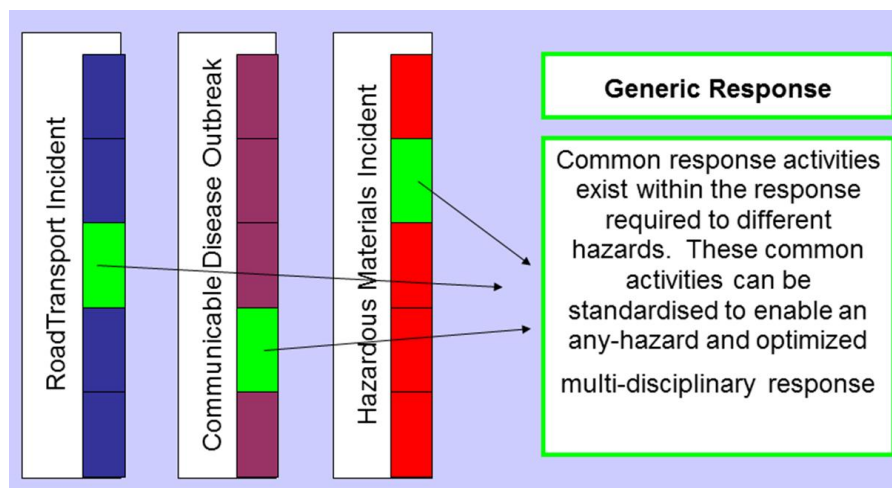 RoadTransport Incident
Communicable Disease Outbreak
Hazardous Materials Incident
Generic Response
Common response activities
exist within the response
required to different
hazards.  These common
activities can be
standardised to enable an
any-hazard and optimized
multi-disciplinary response